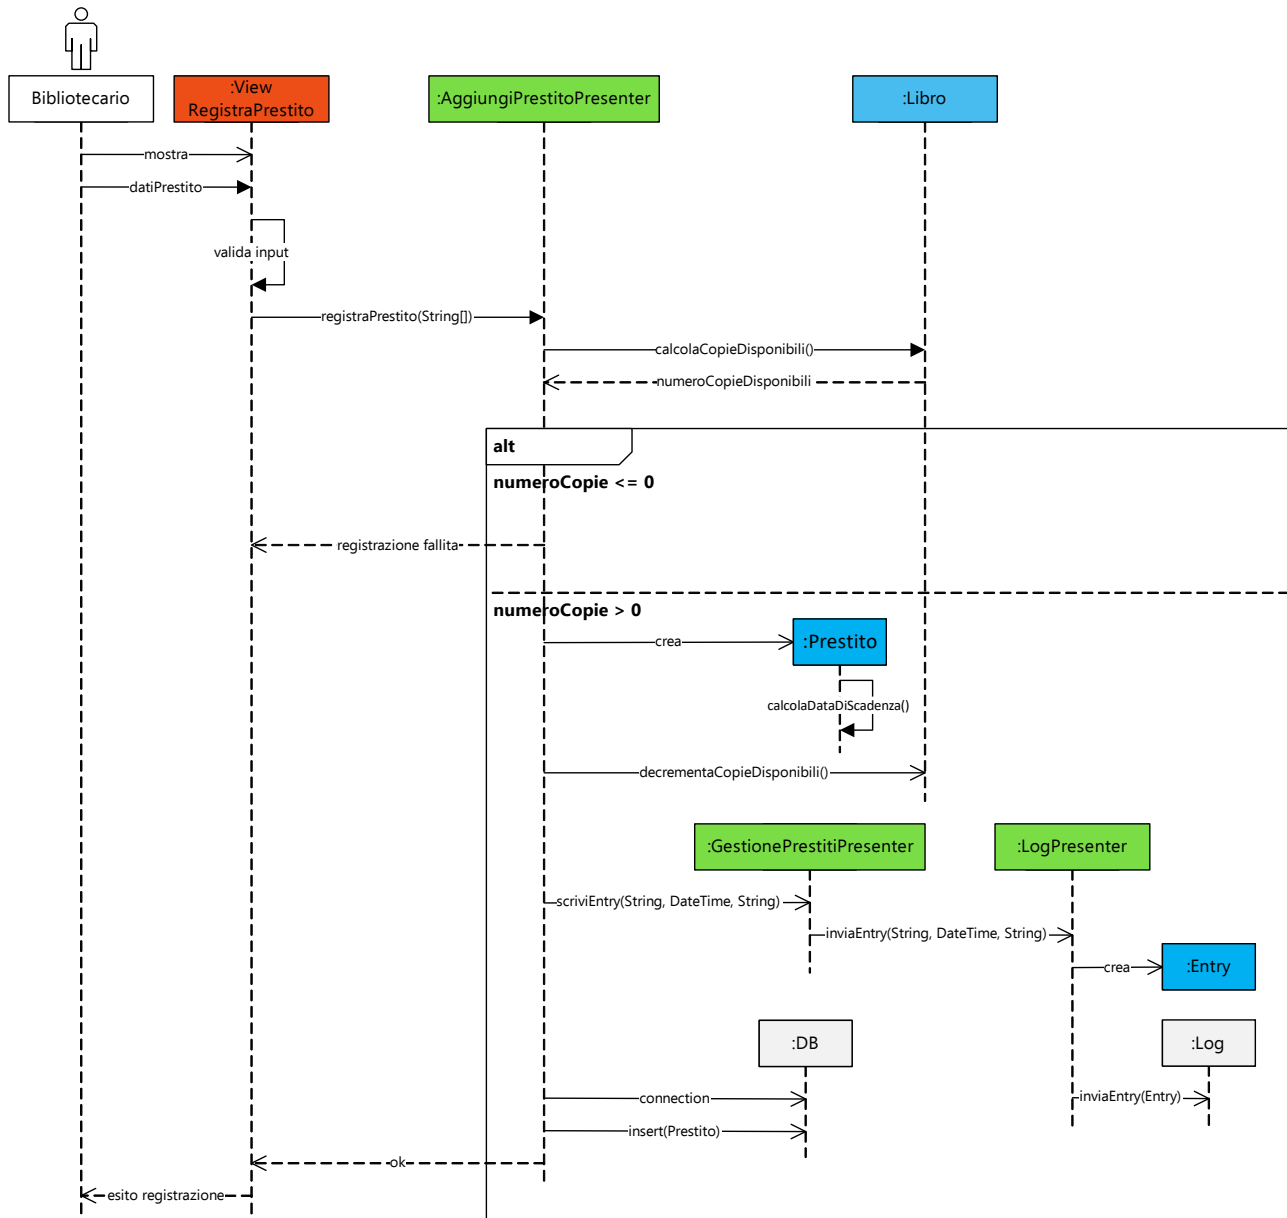 Bibliotecario
:View
RegistraPrestito
:AggiungiPrestitoPresenter
:Libro
mostra
datiPrestito
valida input
registraPrestito(String[])
calcolaCopieDisponibili()
numeroCopieDisponibili
alt
numeroCopie <= 0
registrazione fallita
numeroCopie > 0
crea
:Prestito
calcolaDataDiScadenza()
decrementaCopieDisponibili()
:GestionePrestitiPresenter
:LogPresenter
scriviEntry(String, DateTime, String)
inviaEntry(String, DateTime, String)
crea
:Entry
:DB
:Log
connection
inviaEntry(Entry)
insert(Prestito)
ok
esito registrazione